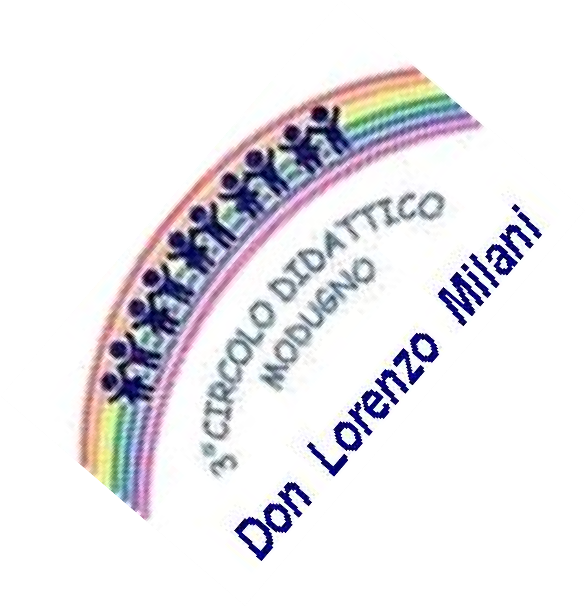 3° CIRCOLO DIDATTICO
MODUGNO
Don Lorenzo Milani